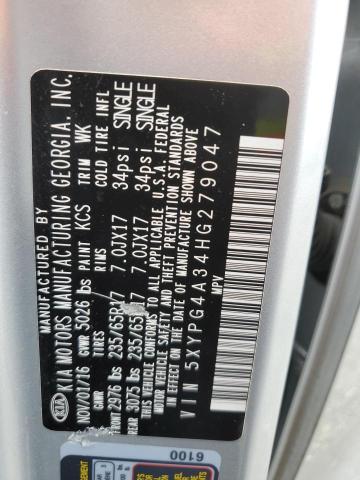 KIA
MANUFACTURED BY
KIA MOTORS MANUFACTURING GEORGIA, INC.
NOV/01/16 GVWR 5026 lbs PAINT KCS TRIM WK
GAWR TIRES RIMS COLD TIRE INFL
FRONT 2976 lbs 235/65R17 7.0JX17 34psi SINGLE
REAR 3075 lbs 235/65R17 7.0JX17 34psi SINGLE
THIS VEHICLE CONFORMS TO ALL APPLICABLE U.S. FEDERAL
MOTOR VEHICLE SAFETY AND THEFT PREVENTION STANDARDS
IN EFFECT ON THE DATE OF MANUFACTURE SHOWN ABOVE
VIN 5XYPG4A34HG279047
MPV
6100